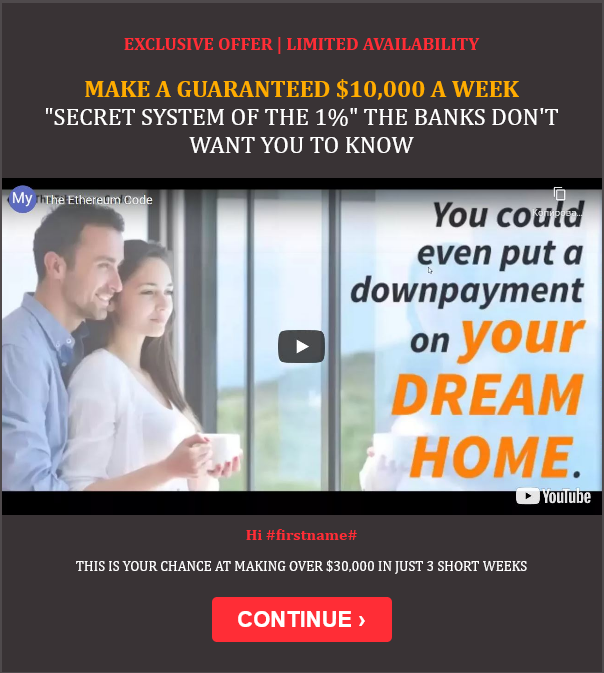 EXCLUSIVE OFFER | LIMITED AVAILABILITY
MAKE A GUARANTEED $10,000 A WEEK
"SECRET SYSTEM OF THE 1%" THE BANKS DON'T
WANT YOU TO KNOW
My The Ethereum Code
Копирова...
You could
even put a
downpayment
on your
DREAM
HOME.
YouTube
Hi #firstname#
THIS IS YOUR CHANCE AT MAKING OVER $30,000 IN JUST 3 SHORT WEEKS
CONTINUE ›